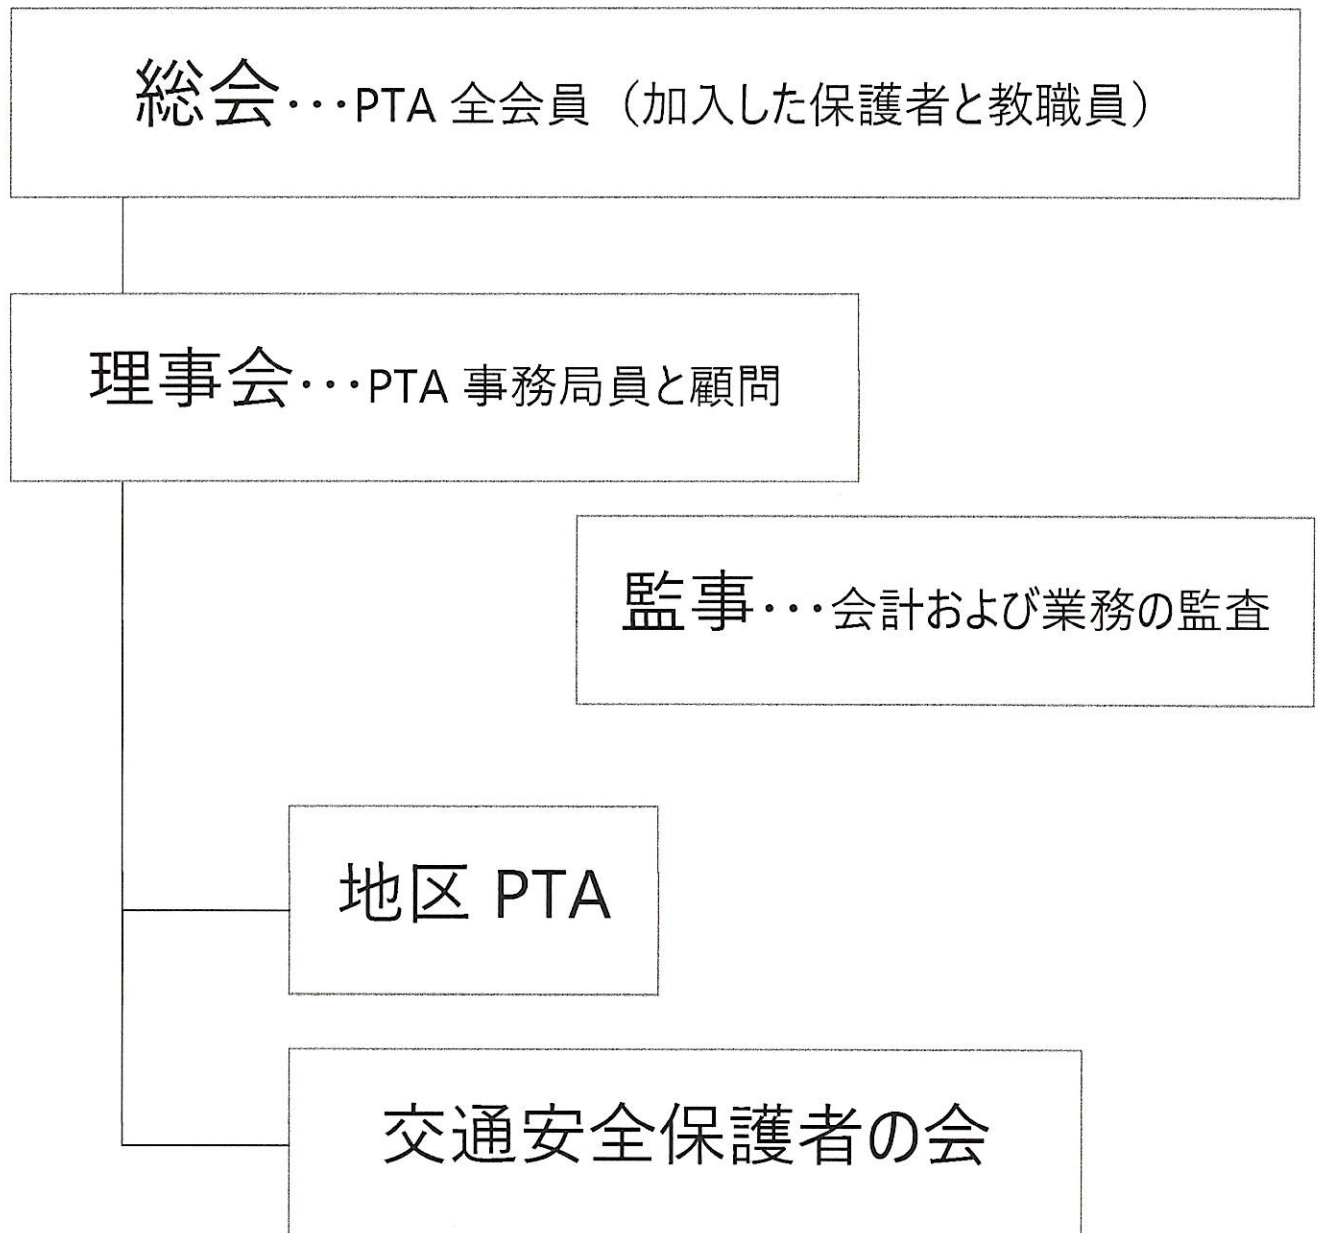 総会･･･PTA 全会員（加入した保護者と教職員）
理事会･･･PTA 事務局員と顧問
監事･･･会計および業務の監査
地区 PTA
交通安全保護者の会